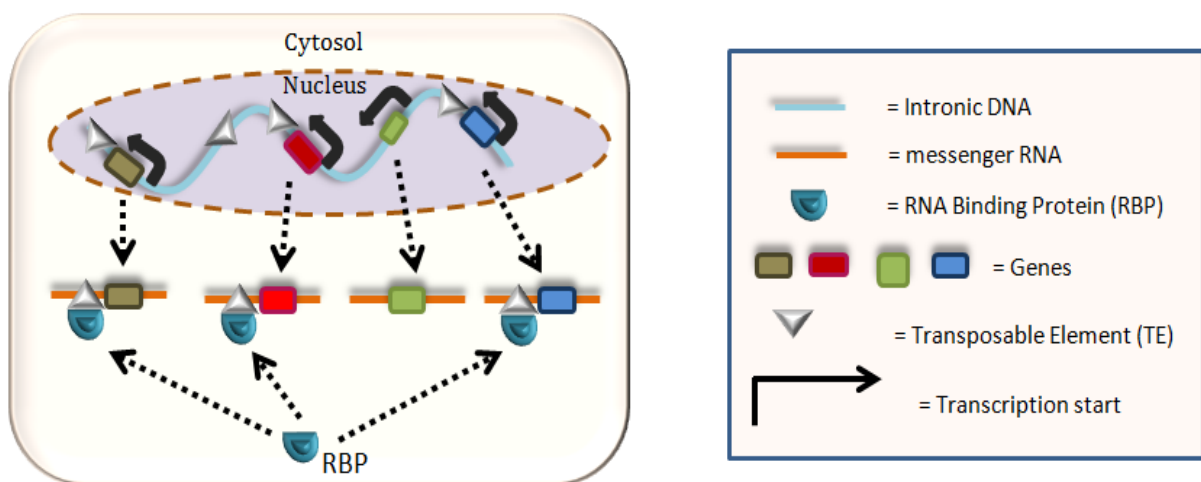 Cytosol
Nucleus
RBP
= Intronic DNA
= messenger RNA
= RNA Binding Protein (RBP)
= Genes
= Transposable Element (TE)
= Transcription start